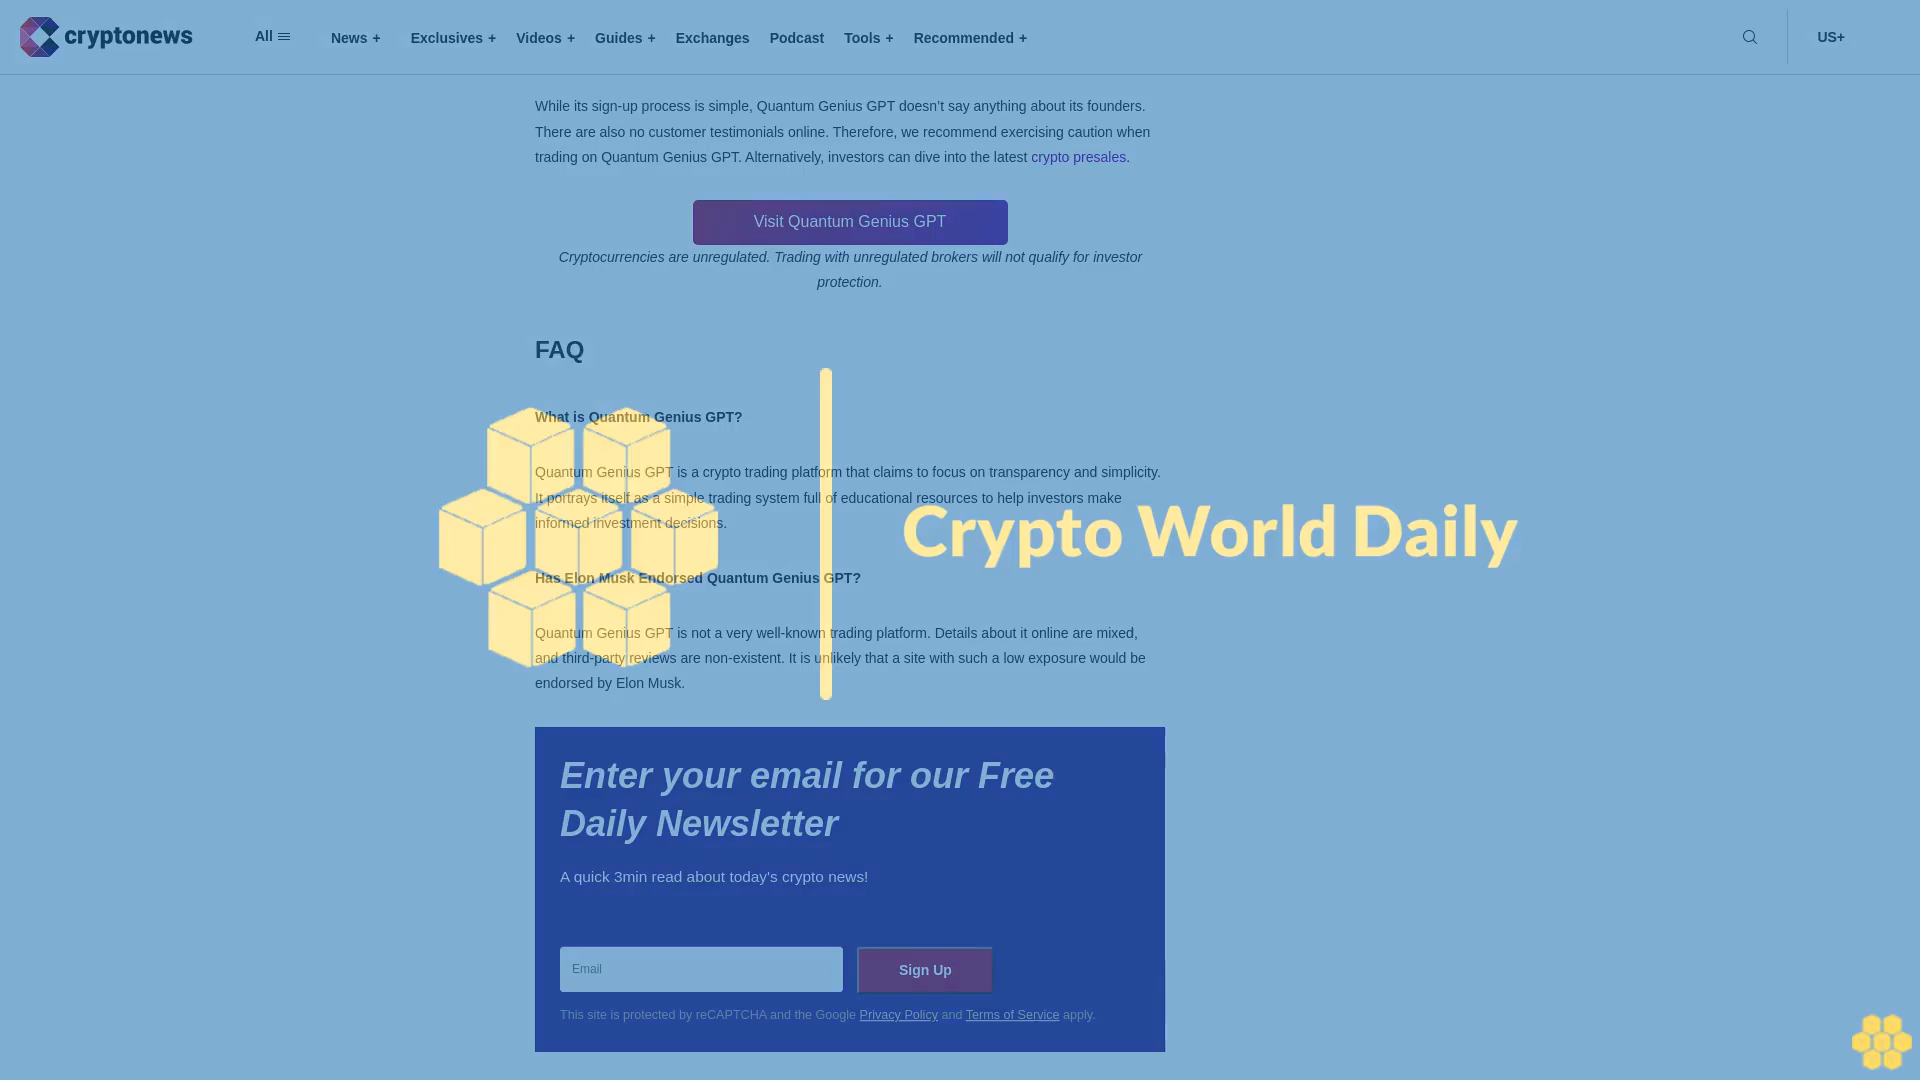 cryptonews
All
News +
Exclusives +
Videos +
Guides +
Exchanges
Podcast
Tools +
Recommended +
US+
While its sign-up process is simple, Quantum Genius GPT doesn't say anything about its founders.
There are also no customer testimonials online. Therefore, we recommend exercising caution when
trading on Quantum Genius GPT. Alternatively, investors can dive into the latest crypto presales.
Visit Quantum Genius GPT
Cryptocurrencies are unregulated. Trading with unregulated brokers will not qualify for investor
protection.
FAQ
What is Quantum Genius GPT?
Quantum Genius GPT is a crypto trading platform that claims to focus on transparency and simplicity.
It portrays itself as a simple trading system full of educational resources to help investors make
informed investment decisions.
Crypto World Daily
Has Elon Musk Endorsed Quantum Genius GPT?
Quantum Genius GPT is not a very well-known trading platform. Details about it online are mixed,
and third-party reviews are non-existent. It is unlikely that a site with such a low exposure would be
endorsed by Elon Musk.
Enter your email for our Free
Daily Newsletter
A quick 3min read about today's crypto news!
Email
Sign Up
This site is protected by reCAPTCHA and the Google Privacy Policy and Terms of Service apply.